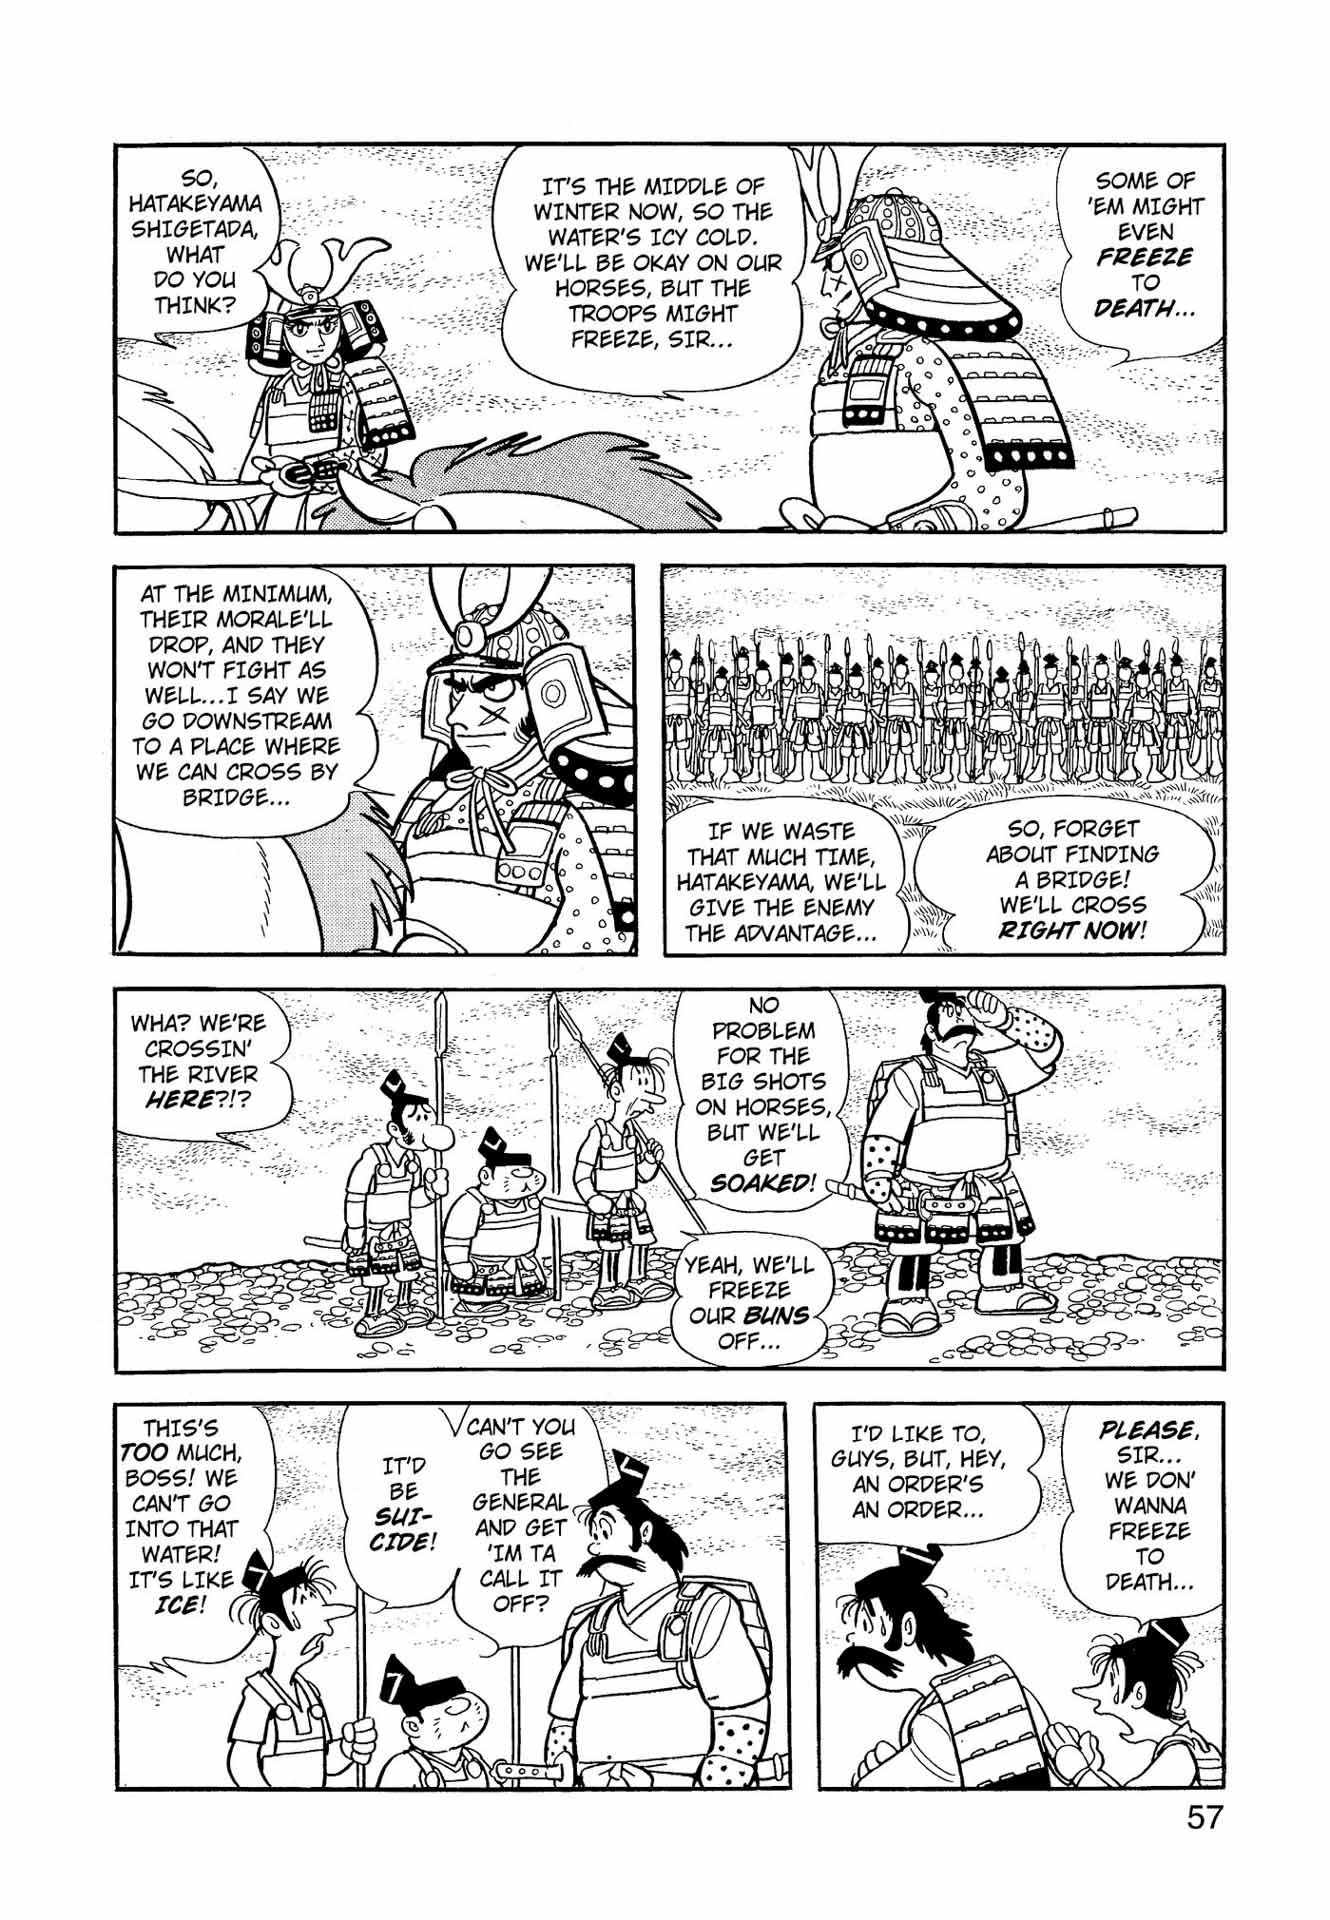 SO,
HATAKEYAMA
SHIGETADA,
WHAT
DO YOU
THINK?
IT'S THE MIDDLE OF
WINTER NOW, SO THE
WATER'S ICY COLD.
WE'LL BE OKAY ON OUR
HORSES, BUT THE
TROOPS MIGHT
FREEZE, SIR...
SOME OF
'EM MIGHT
EVEN
FREEZE
TO
DEATH...
AT THE MINIMUM,
THEIR MORALE'LL
DROP, AND THEY
WON'T FIGHT AS
WELL...I SAY WE
GO DOWNSTREAM
TO A PLACE WHERE
WE CAN CROSS BY
BRIDGE...
IF WE WASTE
THAT MUCH TIME,
HATAKEYAMA, WE'LL
GIVE THE ENEMY
THE ADVANTAGE...
SO, FORGET
ABOUT FINDING
A BRIDGE!
WE'LL CROSS
RIGHT NOW!
WHA? WE'RE
CROSSIN'
THE RIVER
HERE?!?
NO
PROBLEM
FOR THE
BIG SHOTS
ON HORSES,
BUT WE'LL
GET
SOAKED!
YEAH, WE'LL
FREEZE
OUR BUNS
OFF...
THIS'S
TOO MUCH,
BOSS! WE
CAN'T GO
INTO THAT
WATER!
IT'S LIKE
ICE!
IT'D
BE
SUI-
CIDE!
CAN'T YOU
GO SEE
THE
GENERAL
AND GET
'IM TA
CALL IT
OFF?
I'D LIKE TO,
GUYS, BUT, HEY,
AN ORDER'S
AN ORDER...
PLEASE,
SIR...
WE DON'
WANNA
FREEZE
TO
DEATH...
57